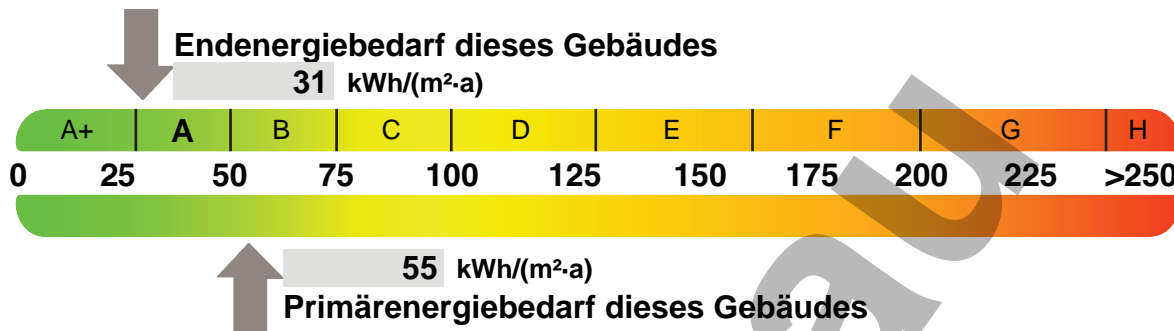 Endenergiebedarf dieses Gebäudes
31 kWh/(m²·a)
A+ A B C D E F G H
0 25 50 75 100 125 150 175 200 225 >250
55 kWh/(m²·a)
Primärenergiebedarf dieses Gebäudes
au